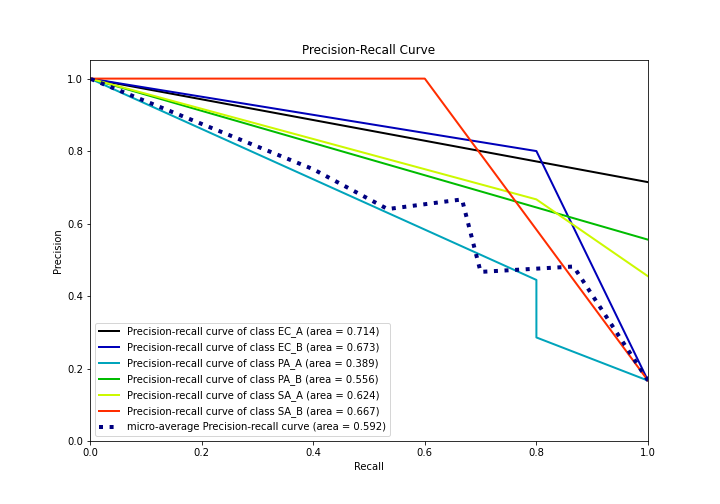 Precision-Recall Curve
1.0
0.8
0.6
0.4
0.2
0.0
Precision
Precision-recall curve of class EC_A (area = 0.714)
Precision-recall curve of class EC_B (area = 0.673)
Precision-recall curve of class PA_A (area = 0.389)
Precision-recall curve of class PA_B (area = 0.556)
Precision-recall curve of class SA_A (area = 0.624)
Precision-recall curve of class SA_B (area = 0.667)
micro-average Precision-recall curve (area = 0.592)
0.0 0.2 0.4 0.6 0.8 1.0
Recall